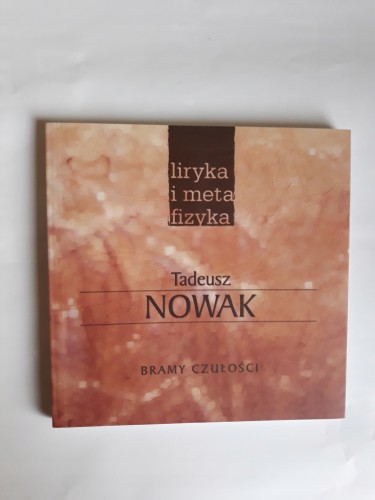 liryka
i meta
fizyka
Tadeusz
NOWAK
BRAMY CZUŁOŚCI